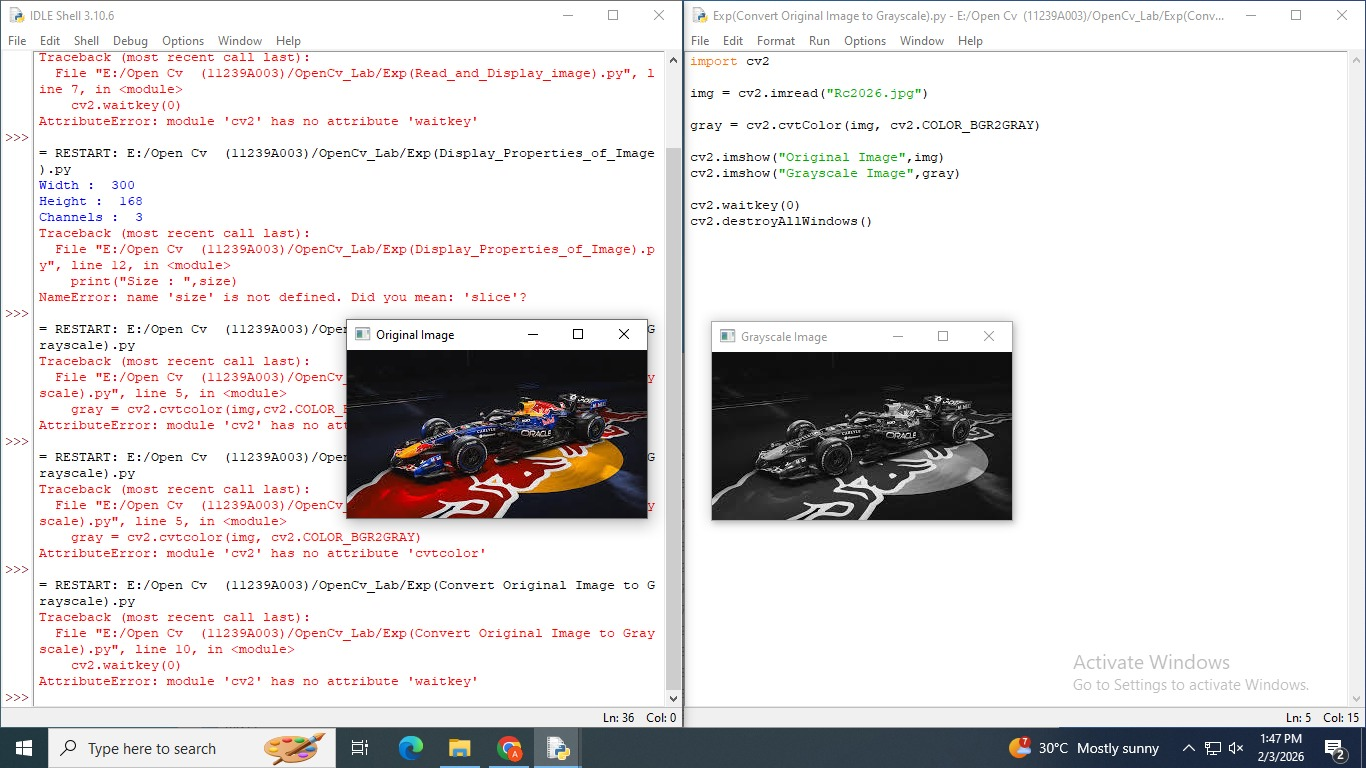 IDLE Shell 3.10.6
File Edit Shell Debug Options Window Help
Traceback (most recent call last):
File "E:/Open Cv (11239A003)/OpenCv_Lab/Exp(Read_and_Display_image).py", l
ine 7, in <module>
cv2.waitkey(0)
AttributeError: module 'cv2' has no attribute 'waitkey'
>>>
= RESTART: E:/Open Cv (11239A003)/OpenCv_Lab/Exp(Display_Properties_of_Image
).py
Width : 300
Height : 168
Channels : 3
Traceback (most recent call last):
File "E:/Open Cv (11239A003)/OpenCv_Lab/Exp(Display_Properties_of_Image).p
y", line 12, in <module>
print("Size : ",size)
NameError: name 'size' is not defined. Did you mean: 'slice'?
>>>
= RESTART: E:/Open Cv (11239A003)/Ope G
rayscale).py
Traceback (most recent call last):
File "E:/Open Cv (11239A003)/OpenCv_ y
scale).py", line 5, in <module>
gray = cv2.cvtcolor(img,cv2.COLOR_
AttributeError: module 'cv2' has no at
>>>
= RESTART: E:/Open Cv (11239A003)/Ope G
rayscale).py
Traceback (most recent call last):
File "E:/Open Cv (11239A003)/OpenCv_ y
scale).py", line 5, in <module>
gray = cv2.cvtcolor(img, cv2.COLOR_BGR2GRAY)
AttributeError: module 'cv2' has no attribute 'cvtcolor'
>>>
= RESTART: E:/Open Cv (11239A003)/OpenCv_Lab/Exp(Convert Original Image to G
rayscale).py
Traceback (most recent call last):
File "E:/Open Cv (11239A003)/OpenCv_Lab/Exp(Convert Original Image to Gray
scale).py", line 10, in <module>
cv2.waitkey(0)
AttributeError: module 'cv2' has no attribute 'waitkey'
>>>
Ln: 36 Col: 0
Original Image
ORACLE
Exp(Convert Original Image to Grayscale).py - E:/Open Cv (11239A003)/OpenCv_Lab/Exp(Conv...
File Edit Format Run Options Window Help
import cv2
img = cv2.imread("Rc2026.jpg")
gray = cv2.cvtColor(img, cv2.COLOR_BGR2GRAY)
cv2.imshow("Original Image",img)
cv2.imshow("Grayscale Image",gray)
cv2.waitkey(0)
cv2.destroyAllWindows()
Grayscale Image
ORACLE
Activate Windows
Go to Settings to activate Windows.
Ln: 5 Col: 15
Type here to search
7
30°C Mostly sunny
1:47 PM
2/3/2026
2